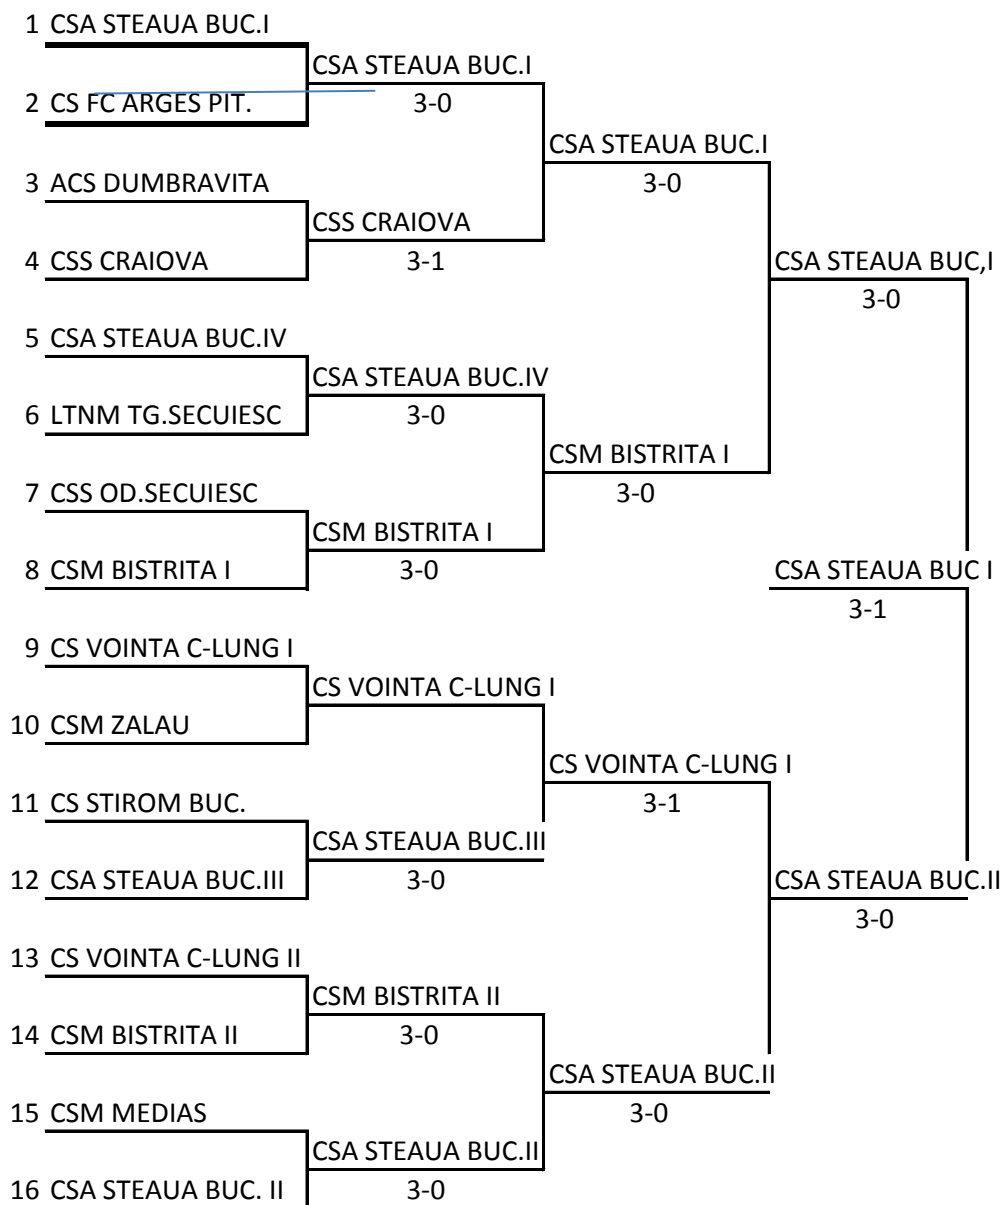 1 CSA STEAUA BUC.I
CSA STEAUA BUC.I
2 CS FC ARGES PIT.
3-0
CSA STEAUA BUC.I
3 ACS DUMBRAVITA
3-0
CSS CRAIOVA
4 CSS CRAIOVA
3-1
CSA STEAUA BUC,I
3-0
5 CSA STEAUA BUC.IV
CSA STEAUA BUC.IV
6 LTNM TG.SECUIESC
3-0
CSM BISTRITA I
7 CSS OD.SECUIESC
3-0
CSM BISTRITA I
8 CSM BISTRITA I
3-0
CSA STEAUA BUC I
3-1
9 CS VOINTA C-LUNG I
CS VOINTA C-LUNG I
10 CSM ZALAU
CS VOINTA C-LUNG I
11 CS STIROM BUC.
3-1
CSA STEAUA BUC.III
12 CSA STEAUA BUC.III
3-0
CSA STEAUA BUC.II
3-0
13 CS VOINTA C-LUNG II
CSM BISTRITA II
14 CSM BISTRITA II
3-0
CSA STEAUA BUC.II
15 CSM MEDIAS
3-0
CSA STEAUA BUC.II
16 CSA STEAUA BUC. II
3-0